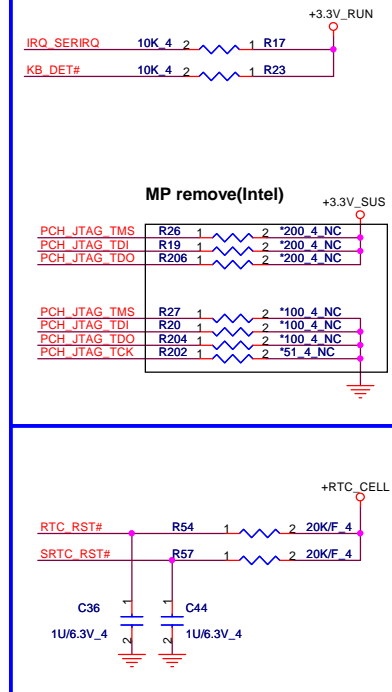 +3.3V_RUN
IRQ_SERIRQ 10K_4 2 1 R17
KB_DET# 10K_4 2 1 R23
MP remove(Intel)
+3.3V_SUS
PCH_JTAG_TMS R26 1 2 *200_4_NC
PCH_JTAG_TDI R19 1 2 *200_4_NC
PCH_JTAG_TDO R206 1 2 *200_4_NC
PCH_JTAG_TMS R27 1 2 *100_4_NC
PCH_JTAG_TDI R20 1 2 *100_4_NC
PCH_JTAG_TDO R204 1 2 *100_4_NC
PCH_JTAG_TCK R202 1 2 *51_4_NC
+RTC_CELL
RTC_RST# R54 1 2 20K/F_4
SRTC_RST# R57 1 2 20K/F_4
1 1
C36 C44
1U/6.3V_4 1U/6.3V_4
2 2